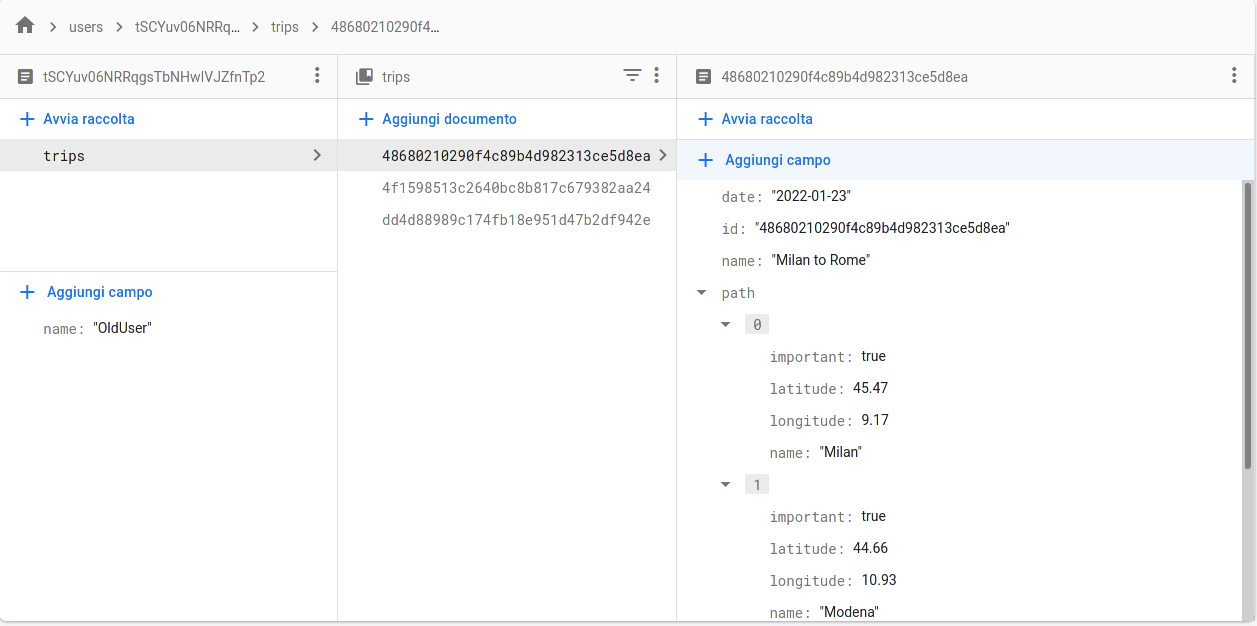 users > tSCYuv06NRRq... > trips > 48680210290f4...
tSCYuv06NRRqgsTbNHwIVJZfnTp2
Avvia raccolta
trips
Aggiungi campo
name: "OldUser"
trips
Aggiungi documento
48680210290f4c89b4d982313ce5d8ea
4f1598513c2640bc8b817c679382aa24
dd4d88989c174fb18e951d47b2df942e
48680210290f4c89b4d982313ce5d8ea
Avvia raccolta
Aggiungi campo
date: "2022-01-23"
id: "48680210290f4c89b4d982313ce5d8ea"
name: "Milan to Rome"
path
0
important: true
latitude: 45.47
longitude: 9.17
name: "Milan"
1
important: true
latitude: 44.66
longitude: 10.93
name: "Modena"